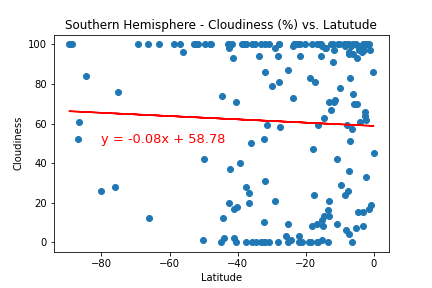 Southern Hemisphere - Cloudiness (%) vs. Latutude
100
80
60
40
20
0
Cloudiness
y = -0.08x + 58.78
−80
−60
−40
−20
0
Latitude